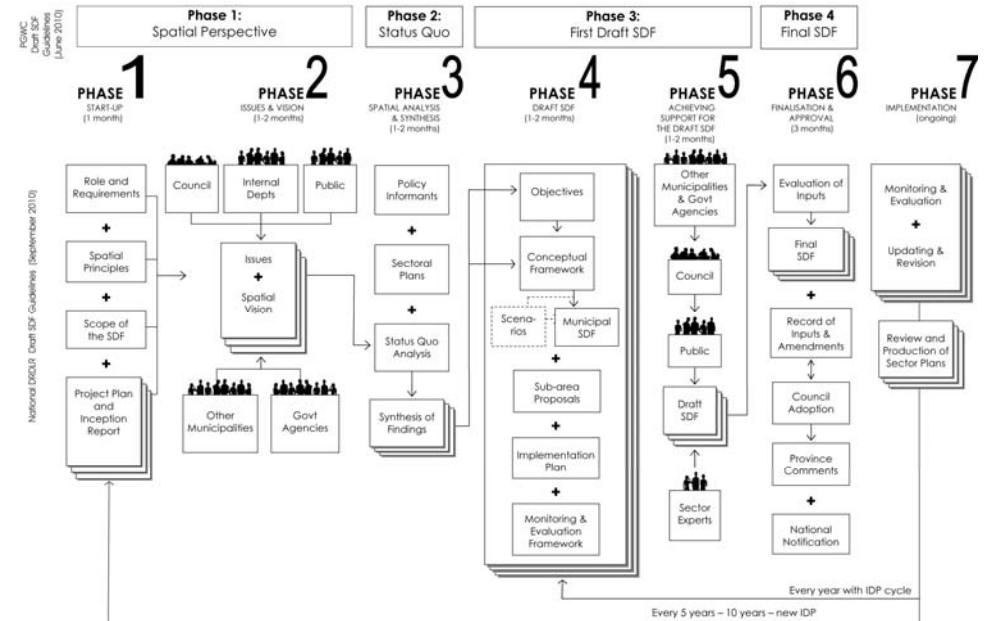 PGWC
Draft SDF
Guidelines
(June 2010)
Phase 1:
Spatial Perspective
Phase 2:
Status Quo
Phase 3:
First Draft SDF
Phase 4
Final SDF
PHASE 1
START-UP
(1 months)
PHASE 2
ISSUES & VISION
(1-2 months)
PHASE 3
SPATIAL ANALYSIS
& SYNTHESIS
(1-2 months)
PHASE 4
DRAFT SDF
(1-2 months)
PHASE 5
ACHIEVING
SUPPORT FOR
THE DRAFT SDF
(1-2 months)
PHASE 6
FINALISATION &
APPROVAL
(3 months)
PHASE 7
IMPLEMENTATION
(ongoing)
National DRDLR Draft SDF Guidelines (September 2010)
Role and
Requirements
+
Spatial
Principles
+
Scope of
the SDF
+
Project Plan
and
Inception
Report
Council
Internal
Depts
Public
Issues
+
Spatial
Vision
Other
Municipalities
Govt
Agencies
Policy
Informants
+
Sectoral
Plans
+
Status Quo
Analysis
Synthesis of
Findings
Objectives
Conceptual
Framework
Scena-
rios
Municipal
SDF
+
Sub-area
Proposals
+
Implementation
Plan
+
Monitoring &
Evaluation
Framework
Other
Municipalities
& Govt
Agencies
Council
Public
Draft
SDF
Sector
Experts
Evaluation of
Inputs
Final
SDF
+
Record of
Inputs &
Amendments
Council
Adoption
Province
Comments
+
National
Notification
Monitoring &
Evaluation
+
Updating &
Revision
Review and
Production of
Sector Plans
Every year with IDP cycle
Every 5 years – 10 years – new IDP